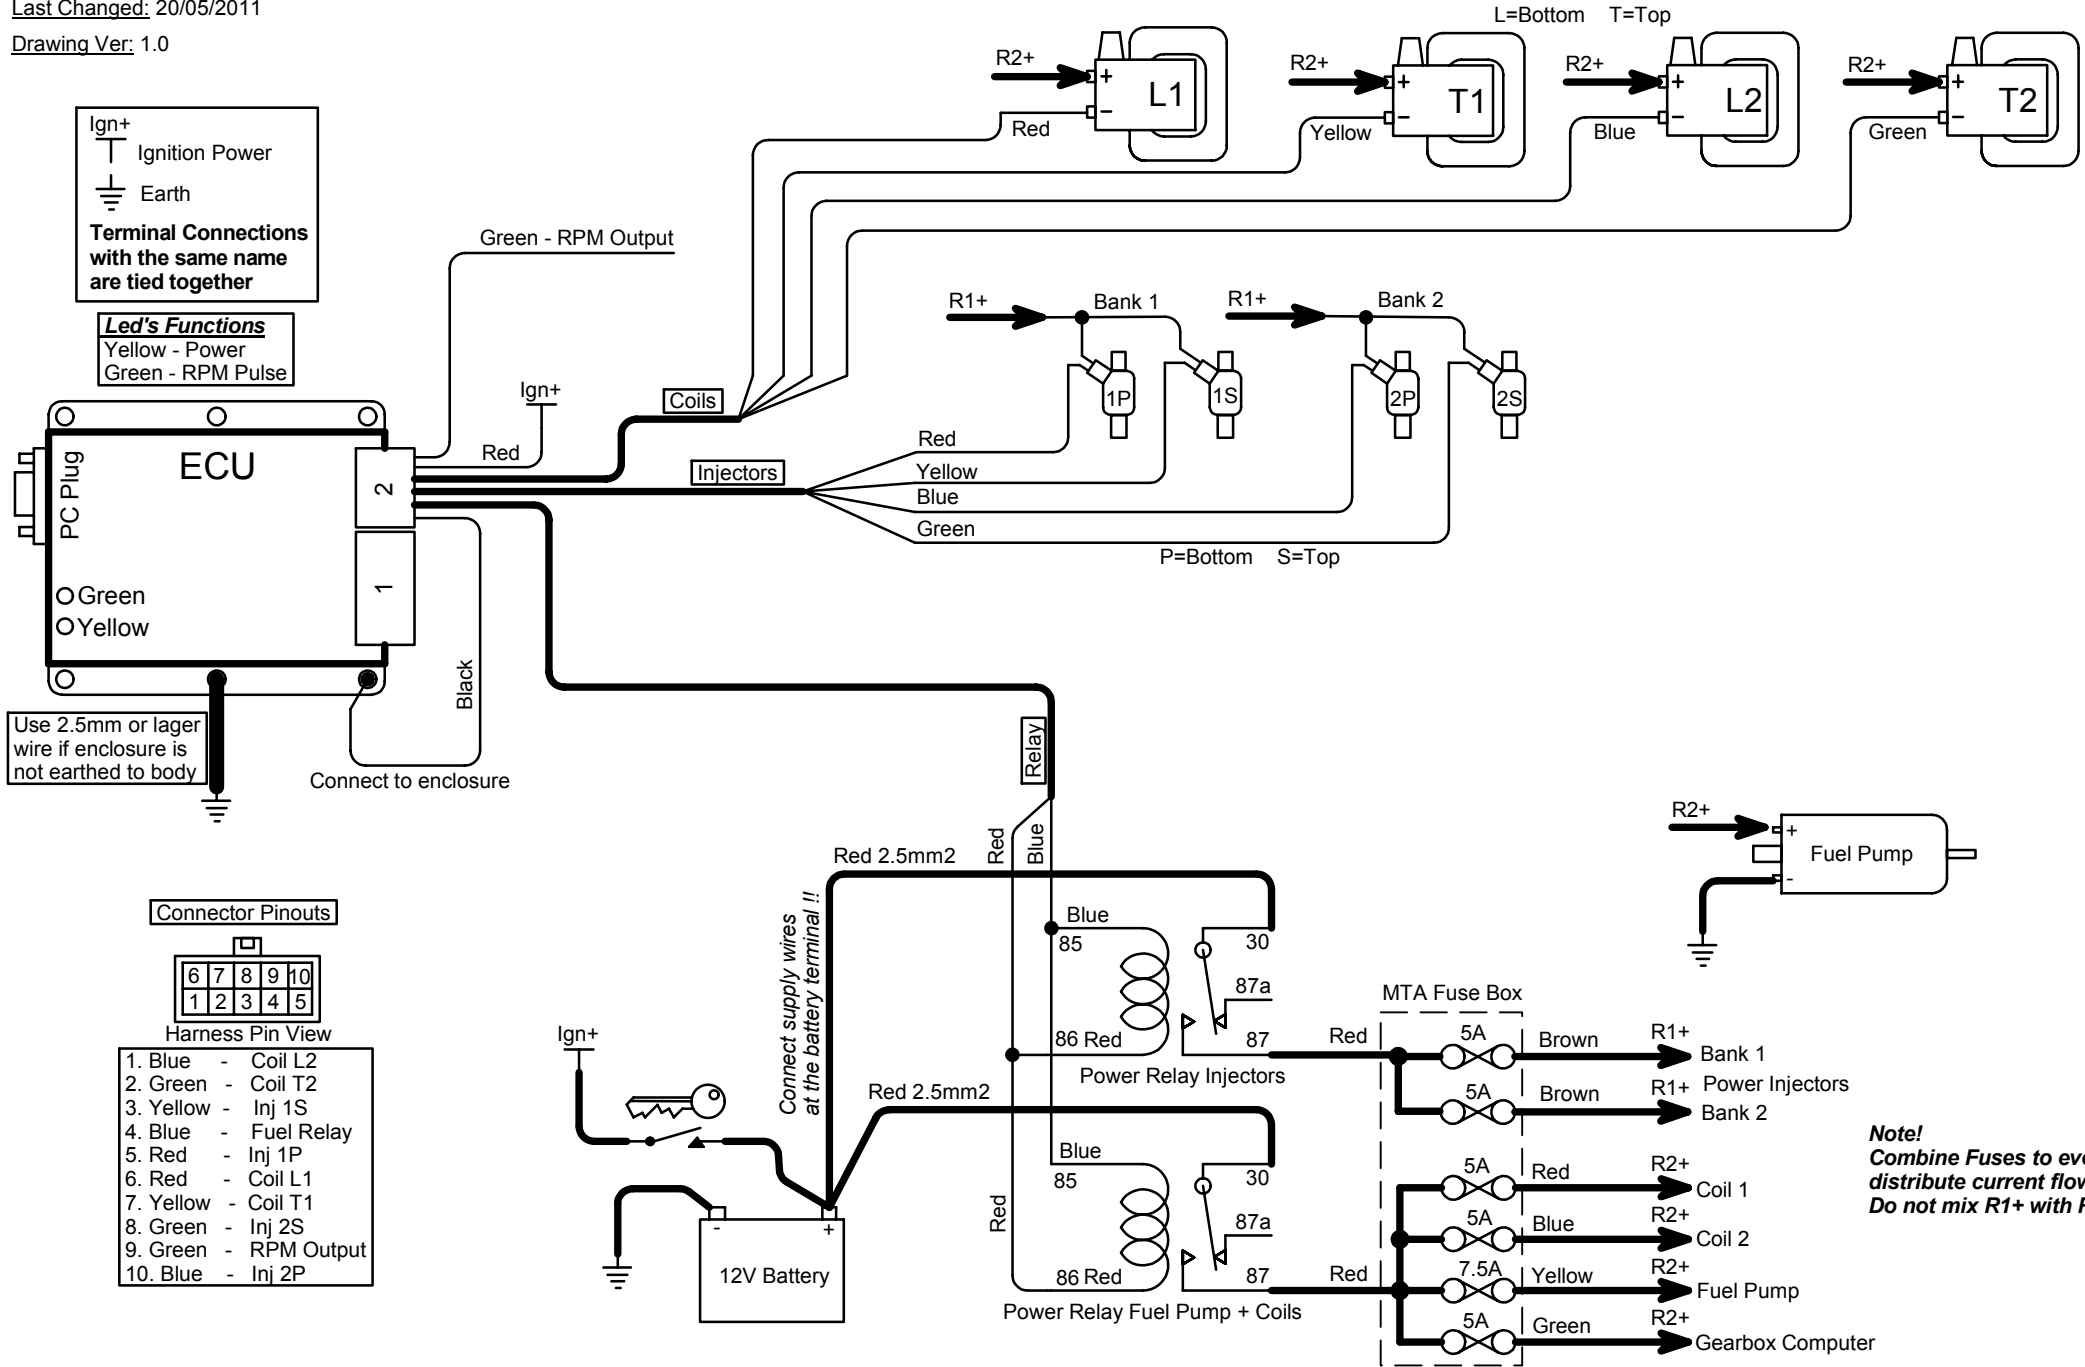 Last Changed: 20/05/2011
Drawing Ver: 1.0
L=Bottom T=Top
R2+
+
-
L1
Red
R2+
+
-
T1
Yellow
R2+
+
-
L2
Blue
R2+
+
-
T2
Green
Ign+
Ignition Power
Earth
Terminal Connections
with the same name
are tied together
Led's Functions
Yellow - Power
Green - RPM Pulse
Green - RPM Output
Ign+
Red
Coils
Injectors
R1+
Bank 1
R1+
Bank 2
1P
1S
2P
2S
Red
Yellow
Blue
Green
P=Bottom S=Top
PC Plug
ECU
2
1
Green
Yellow
Black
Use 2.5mm or lager
wire if enclosure is
not earthed to body
Connect to enclosure
Relay
Red
Blue
R2+
+
-
Fuel Pump
Red 2.5mm2
Connect supply wires
at the battery terminal !!
Blue
85
30
87a
86 Red
87
Power Relay Injectors
Red
Red 2.5mm2
Blue
85
30
87a
Red
86 Red
87
Power Relay Fuel Pump + Coils
Red
Ign+
-
+
12V Battery
MTA Fuse Box
5A
Brown
R1+
Bank 1
Power Injectors
5A
Brown
R1+
Bank 2
5A
Red
R2+
Coil 1
5A
Blue
R2+
Coil 2
7.5A
Yellow
R2+
Fuel Pump
5A
Green
R2+
Gearbox Computer
Note!
Combine Fuses to
distribute current
Do not mix R1+ with
Connector Pinouts
6 7 8 9 10
1 2 3 4 5
Harness Pin View
1. Blue - Coil L2
2. Green - Coil T2
3. Yellow - Inj 1S
4. Blue - Fuel Relay
5. Red - Inj 1P
6. Red - Coil L1
7. Yellow - Coil T1
8. Green - Inj 2S
9. Green - RPM Output
10. Blue - Inj 2P